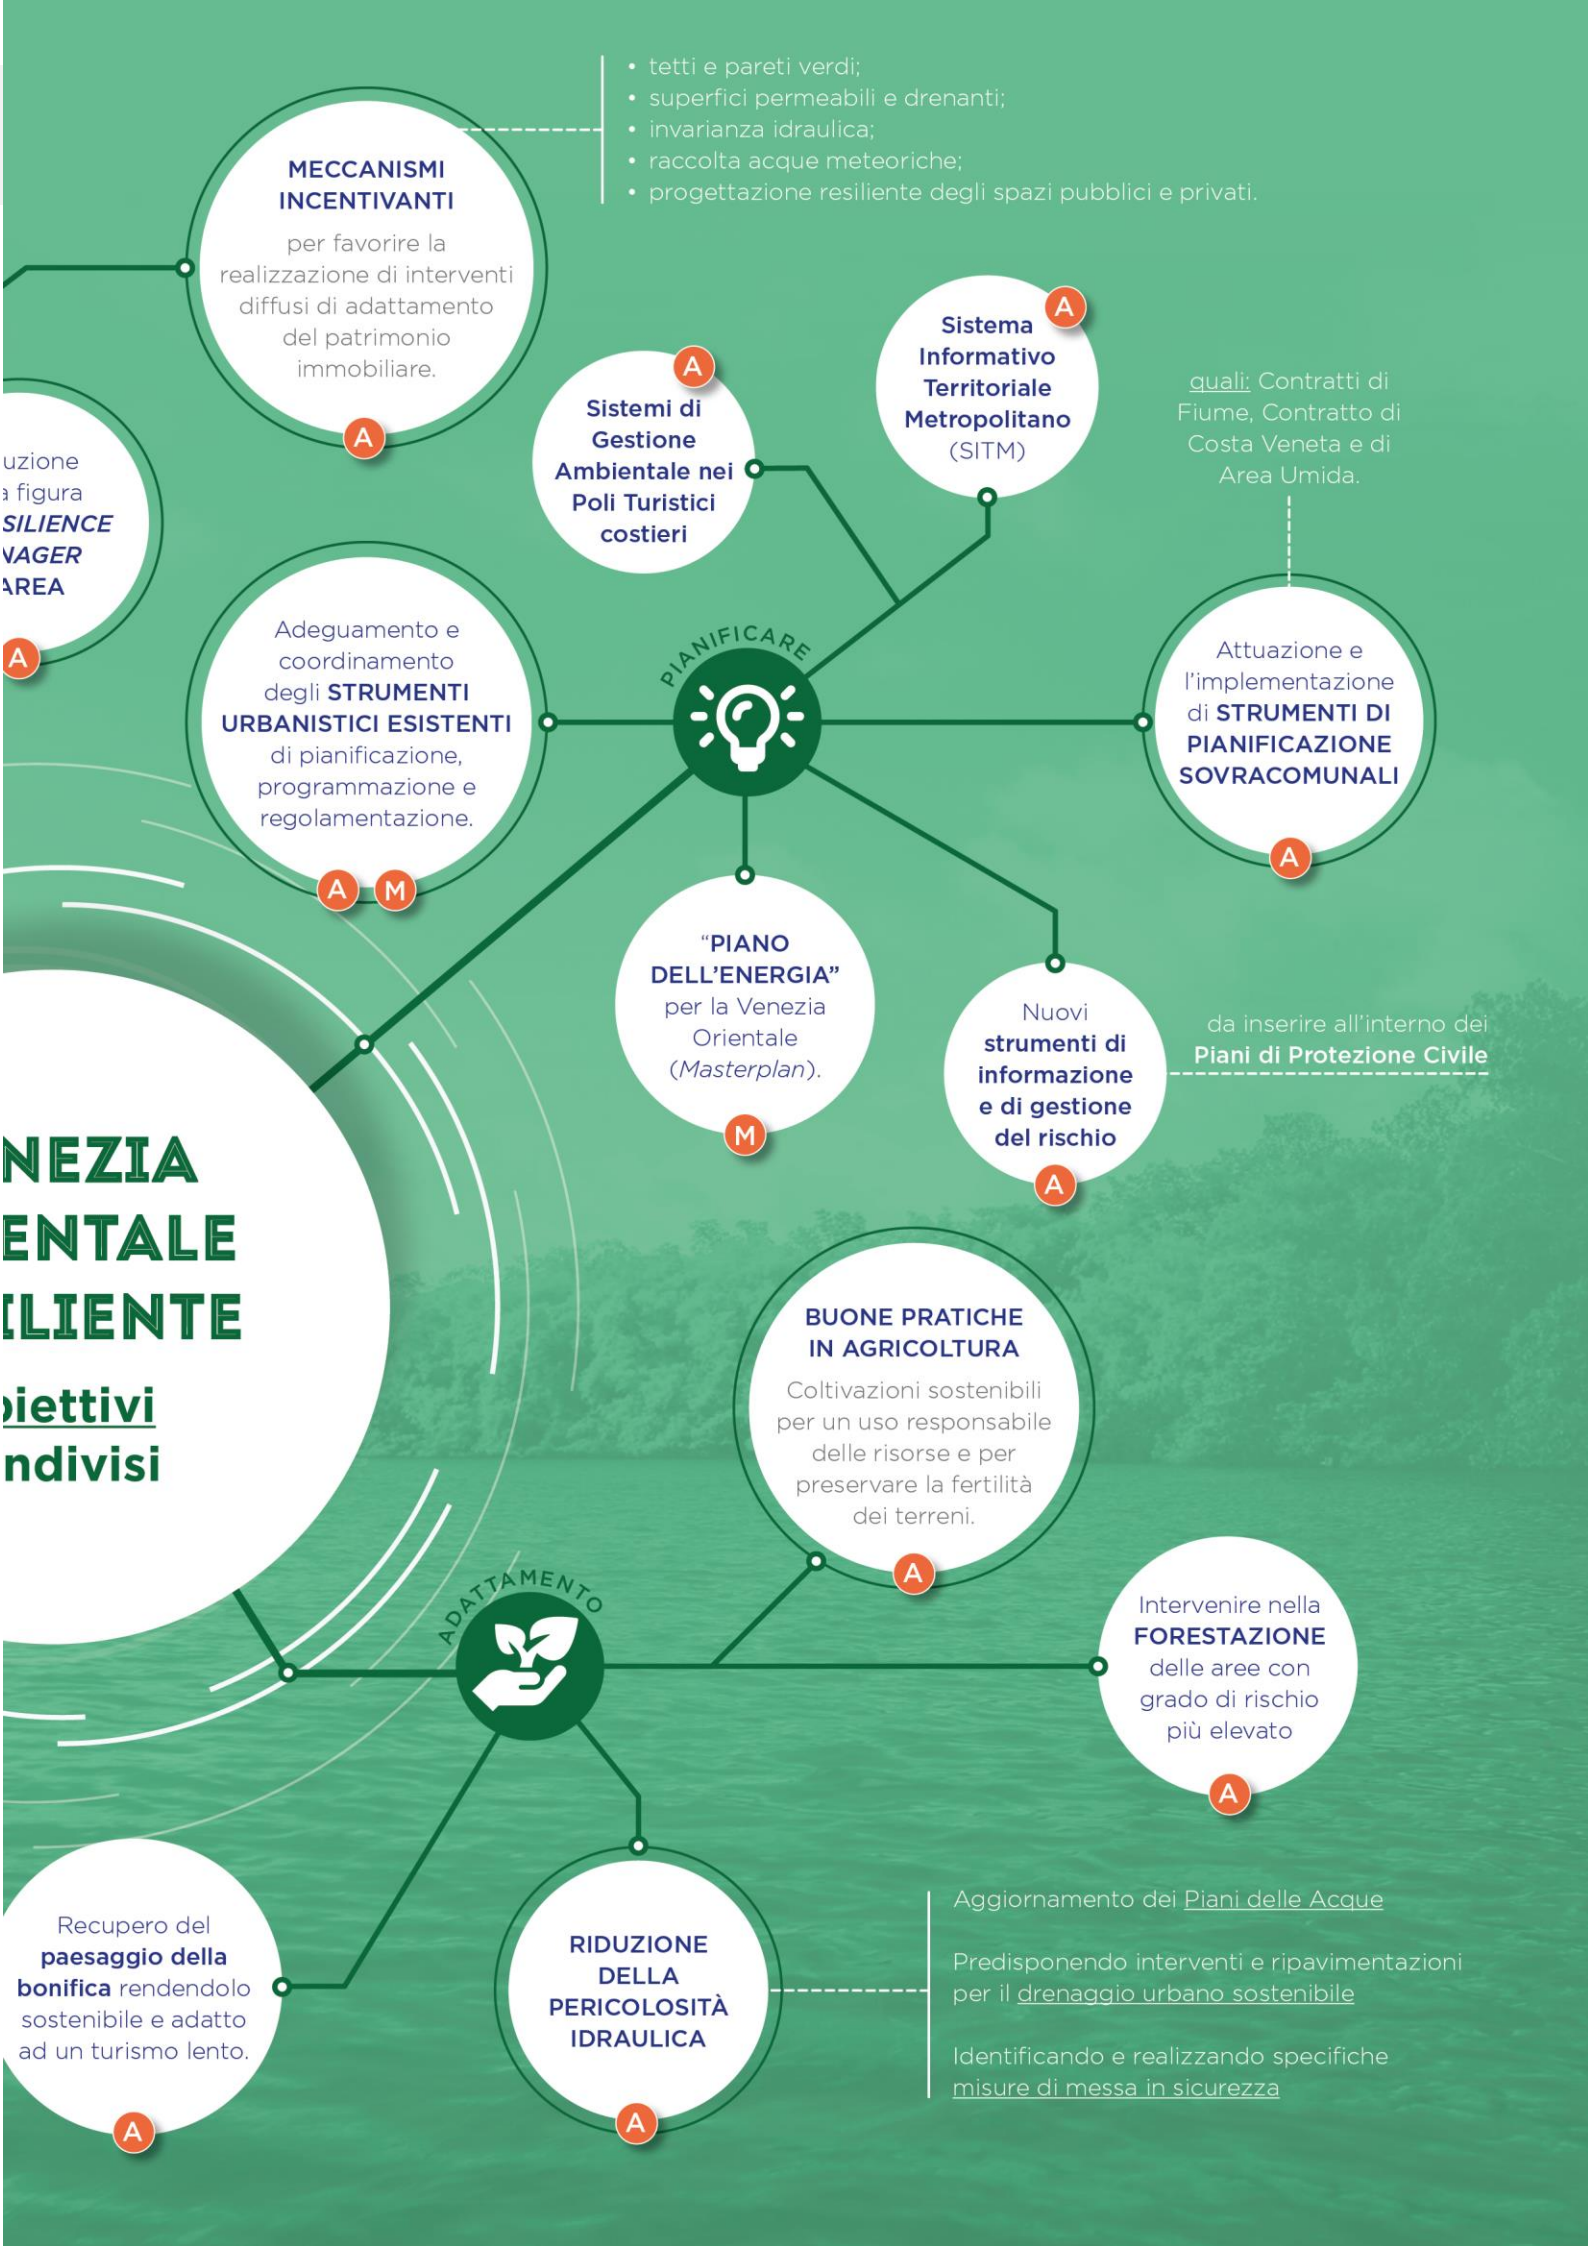 • tetti e pareti verdi;
• superfici permeabili e drenanti;
• invarianza idraulica;
• raccolta acque meteoriche;
• progettazione resiliente degli spazi pubblici e privati.
MECCANISMI
INCENTIVANTI
per favorire la
realizzazione di interventi
diffusi di adattamento
del patrimonio
immobiliare.
A
A
Sistemi di
Gestione
Ambientale nei
Poli Turistici
costieri
A
Sistema
Informativo
Territoriale
Metropolitano
(SITM)
quali: Contratti di
Fiume, Contratto di
Costa Veneta e di
Area Umida.
uzione
a figura
SILIENCE
NAGER
AREA
A
Adeguamento e
coordinamento
degli STRUMENTI
URBANISTICI ESISTENTI
di pianificazione,
programmazione e
regolamentazione.
A M
PIANIFICARE
Attuazione e
l'implementazione
di STRUMENTI DI
PIANIFICAZIONE
SOVRACOMUNALI
A
“PIANO
DELL'ENERGIA”
per la Venezia
Orientale
(Masterplan).
M
Nuovi
strumenti di
informazione
e di gestione
del rischio
A
da inserire all'interno dei
Piani di Protezione Civile
NEZIA
ENTALE
ILIENTE
biettivi
ndivisi
BUONE PRATICHE
IN AGRICOLTURA
Coltivazioni sostenibili
per un uso responsabile
delle risorse e per
preservare la fertilità
dei terreni.
A
ADATTAMENTO
Intervenire nella
FORESTAZIONE
delle aree con
grado di rischio
più elevato
A
Recupero del
paesaggio della
bonifica rendendolo
sostenibile e adatto
ad un turismo lento.
A
RIDUZIONE
DELLA
PERICOLOSITÀ
IDRAULICA
A
Aggiornamento dei Piani delle Acque
Predisponendo interventi e ripavimentazioni
per il drenaggio urbano sostenibile
Identificando e realizzando specifiche
misure di messa in sicurezza